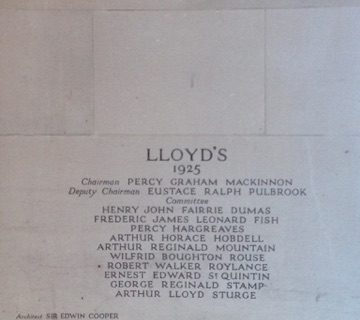 LLOYD'S
1925
Chairman PERCY GRAHAM MACKINNON
Deputy Chairman EUSTACE RALPH PULBROOK
Committee
HENRY JOHN FAIRRIE DUMAS
FREDERIC JAMES LEONARD FISH
PERCY HARGREAVES
ARTHUR HORACE HOBDELL
ARTHUR REGINALD MOUNTAIN
WILFRID BOUGHTON ROUSE
ROBERT WALKER ROYLANCE
ERNEST EDWARD ST QUINTIN
GEORGE REGINALD STAMP
ARTHUR LLOYD STURGE
Architect SIR EDWIN COOPER